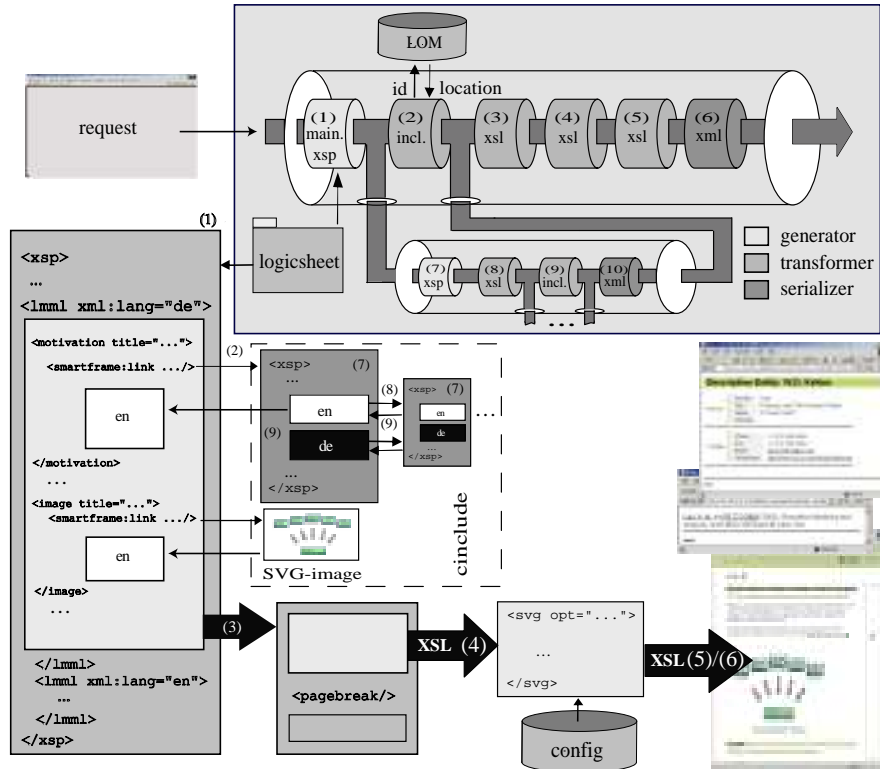 LOM
id
location
request
(1)
main.
xsp
(2)
incl.
(3)
xsl
(4)
xsl
(5)
xsl
(6)
xml
logicsheet
(7)
xsp
(8)
xsl
(9)
incl.
(10)
xml
...
generator
transformer
serializer
(1)
<xsp>
...
<lmml xml:lang="de">
<motivation title="...">
<smartframe:link .../>
en
</motivation>
...
<image title="...">
<smartframe:link .../>
en
</image>
...
</lmml>
<lmml xml:lang="en">
...
</lmml>
</xsp>
(2)
<xsp>
(7)
...
en
(9)
de
...
</xsp>
(8)
(9)
<xsp>
(7)
en
de
...
</xsp>
...
SVG-image
cinclude
(3)
<pagebreak/>
XSL (4)
<svg opt="...">
...
</svg>
config
XSL (5)/(6)